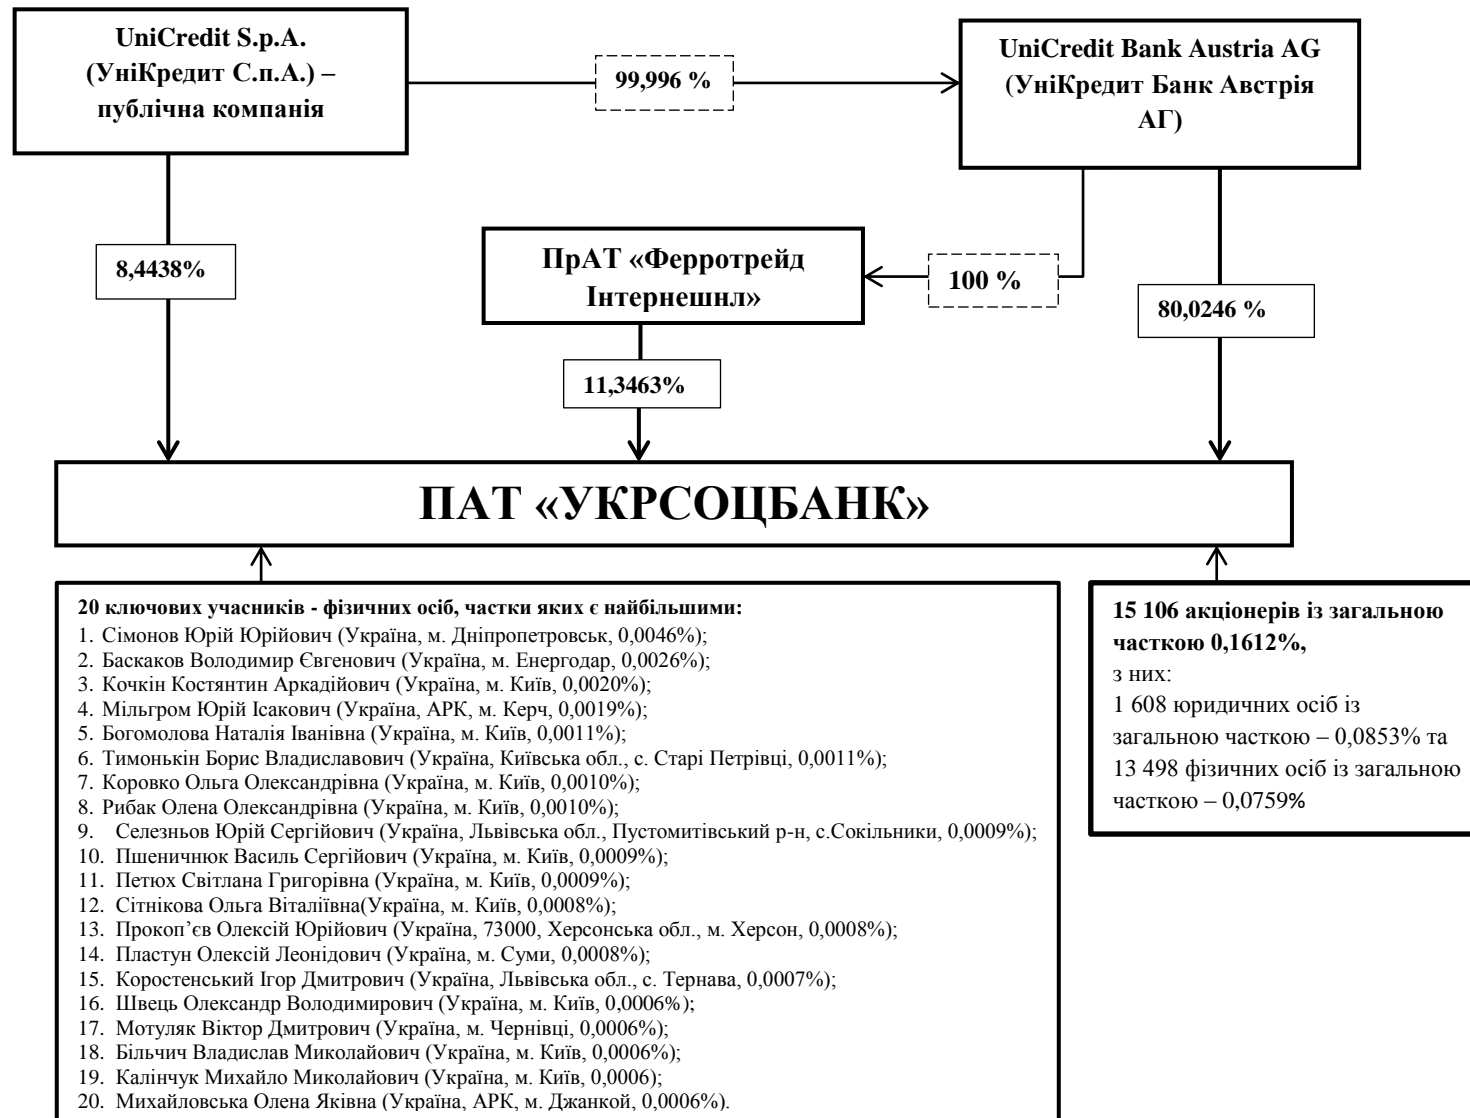 UniCredit S.p.A.
(УніКредит С.п.А.) –
публічна компанія
99,996 %
UniCredit Bank Austria AG
(УніКредит Банк Австрія
АГ)
8,4438%
ПрАТ «Ферротрейд
Інтернешнл»
100 %
80,0246 %
11,3463%
ПАТ «УКРСОЦБАНК»
20 ключових учасників - фізичних осіб, частки яких є найбільшими:
1. Сімонов Юрій Юрійович (Україна, м. Дніпропетровськ, 0,0046%);
2. Баскаков Володимир Євгенович (Україна, м. Енергодар, 0,0026%);
3. Кочкін Костянтин Аркадійович (Україна, м. Київ, 0,0020%);
4. Мільгром Юрій Ісакович (Україна, АРК, м. Керч, 0,0019%);
5. Богомолова Наталія Іванівна (Україна, м. Київ, 0,0011%);
6. Тимонькін Борис Владиславович (Україна, Київська обл., с. Старі Петрівці, 0,0011%);
7. Коровко Ольга Олександрівна (Україна, м. Київ, 0,0010%);
8. Рибак Олена Олександрівна (Україна, м. Київ, 0,0010%);
9. Селезньов Юрій Сергійович (Україна, Львівська обл., Пустомитівський р-н, с.Сокільники, 0,0009%);
10. Пшеничнюк Василь Сергійович (Україна, м. Київ, 0,0009%);
11. Петюх Світлана Григорівна (Україна, м. Київ, 0,0009%);
12. Сітнікова Ольга Віталіївна(Україна, м. Київ, 0,0008%);
13. Прокоп’єв Олексій Юрійович (Україна, 73000, Херсонська обл., м. Херсон, 0,0008%);
14. Пластун Олексій Леонідович (Україна, м. Суми, 0,0008%);
15. Коростенський Ігор Дмитрович (Україна, Львівська обл., с. Тернава, 0,0007%);
16. Швець Олександр Володимирович (Україна, м. Київ, 0,0006%);
17. Мотуляк Віктор Дмитрович (Україна, м. Чернівці, 0,0006%);
18. Більчич Владислав Миколайович (Україна, м. Київ, 0,0006%);
19. Калінчук Михайло Миколайович (Україна, м. Київ, 0,0006);
20. Михайловська Олена Яківна (Україна, АРК, м. Джанкой, 0,0006%).
15 106 акціонерів із загальною
часткою 0,1612%,
з них:
1 608 юридичних осіб із
загальною часткою – 0,0853% та
13 498 фізичних осіб із загальною
часткою – 0,0759%